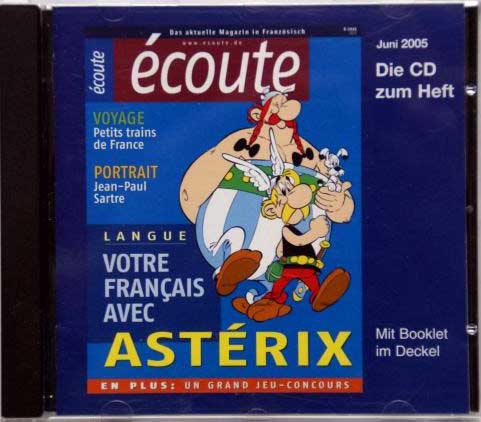 Das aktuelle Magazin in Französisch
www.ecoute.de
écoute
écoute
VOYAGE
Petits trains
de France
PORTRAIT
Jean-Paul
Sartre
LANGUE
VOTRE
FRANÇAIS
AVEC
ASTÉRIX
EN PLUS: UN GRAND JEU-CONCOURS
Juni 2005
Die CD
zum Heft
Mit Booklet
im Deckel